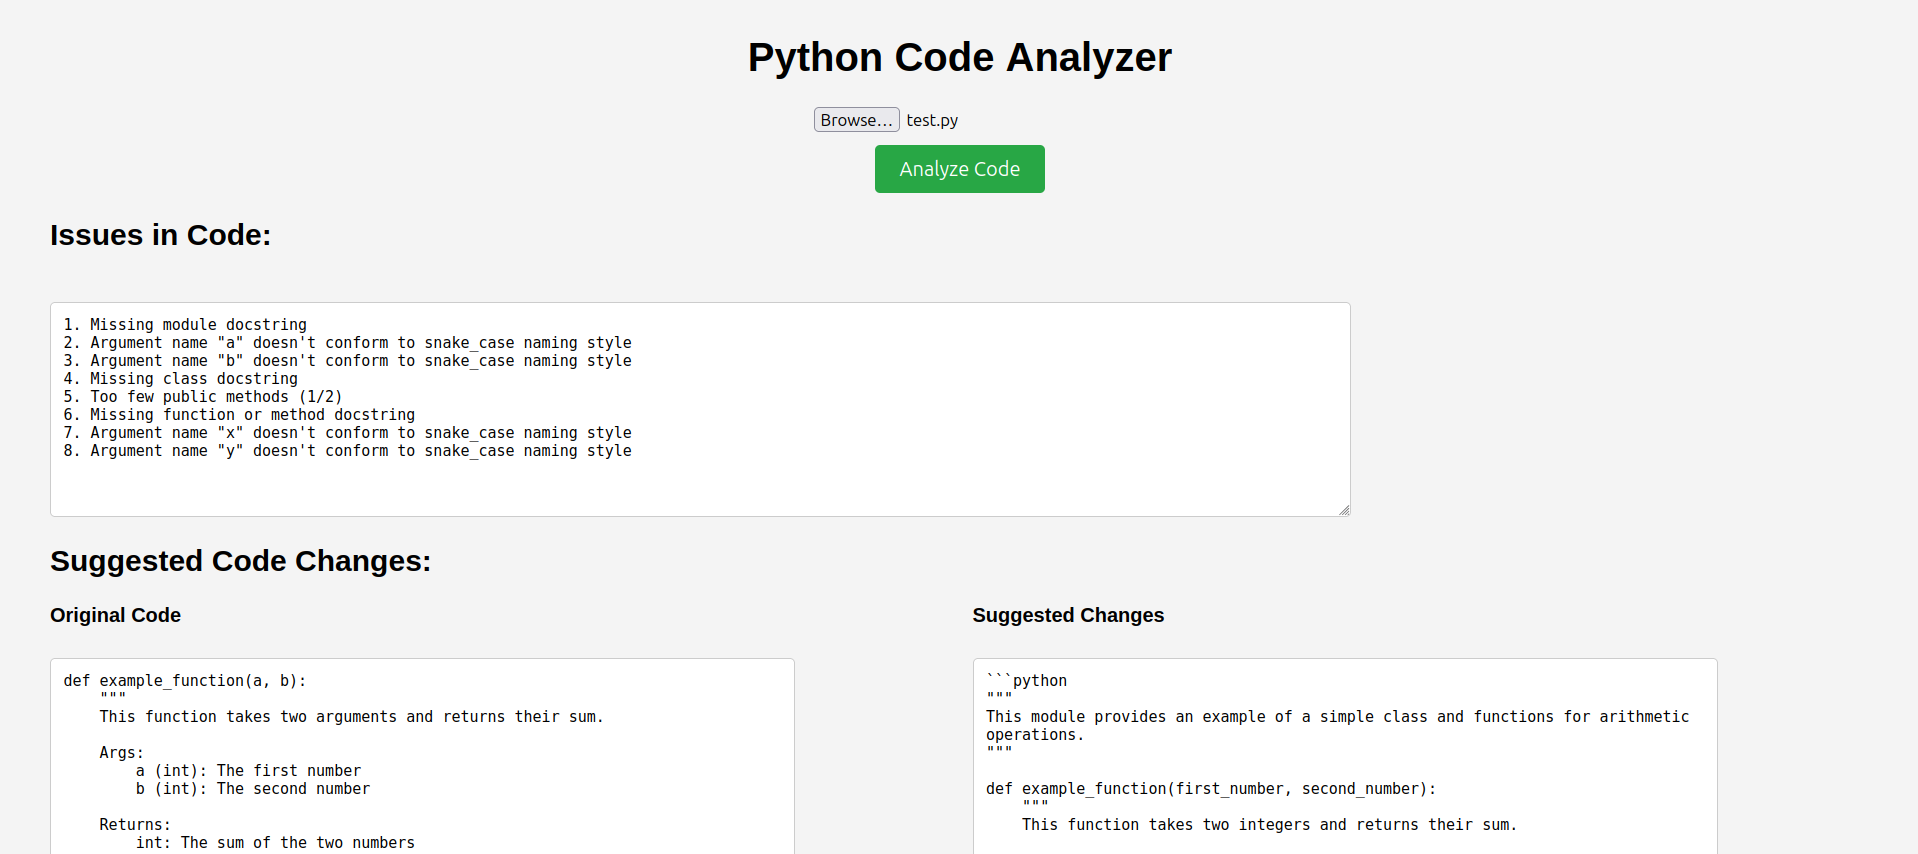 Python Code Analyzer
Browse... test.py
Analyze Code
Issues in Code:
1. Missing module docstring
2. Argument name "a" doesn't conform to snake_case naming style
3. Argument name "b" doesn't conform to snake_case naming style
4. Missing class docstring
5. Too few public methods (1/2)
6. Missing function or method docstring
7. Argument name "x" doesn't conform to snake_case naming style
8. Argument name "y" doesn't conform to snake_case naming style
Suggested Code Changes:
Original Code
def example_function(a, b):
    """
    This function takes two arguments and returns their sum.
    Args:
        a (int): The first number
        b (int): The second number
    Returns:
        int: The sum of the two numbers
Suggested Changes
```python
"""
This module provides an example of a simple class and functions for arithmetic
operations.
"""
def example_function(first_number, second_number):
    """
    This function takes two integers and returns their sum.